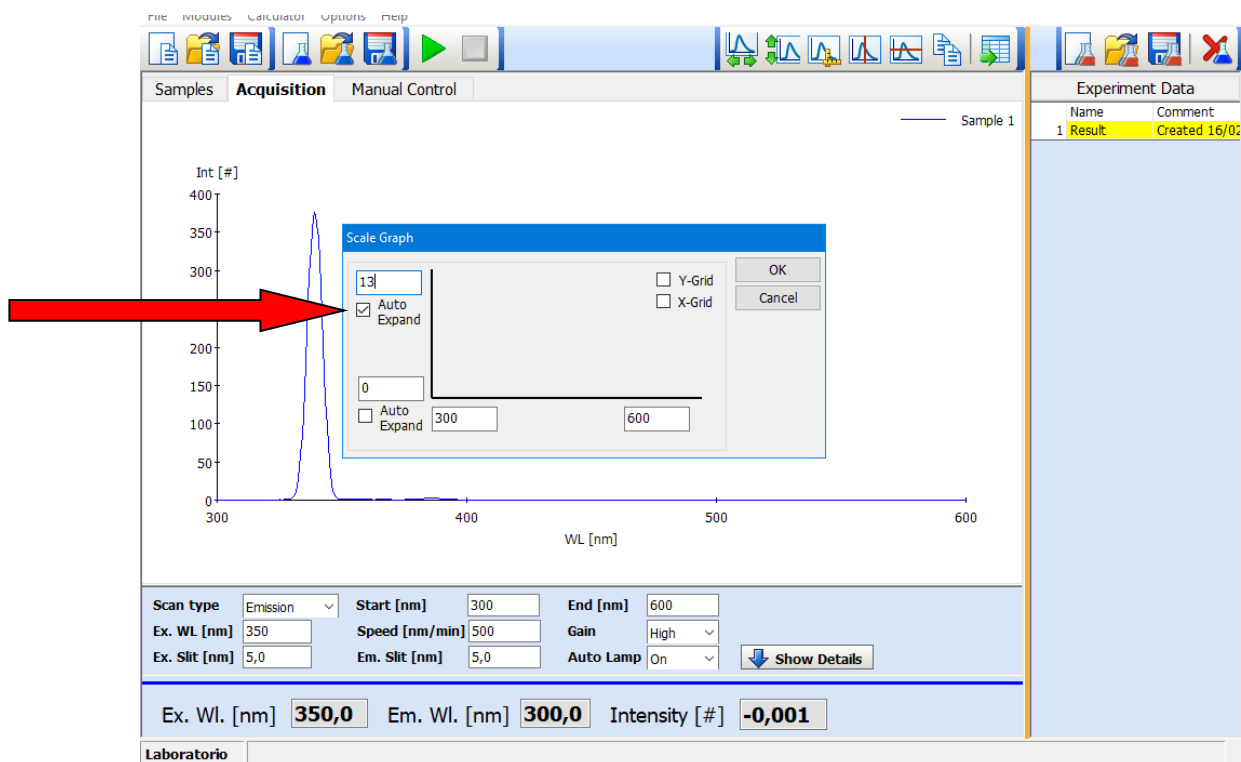 File Modules Calculator Options Help
Samples Acquisition Manual Control
Experiment Data
Name Comment
1 Result Created 16/02
Sample 1
Int [#]
400
350
300
200
150
100
50
0
300 400 500 600
WL [nm]
Scale Graph
13
Auto
Expand
Y-Grid
X-Grid
OK
Cancel
0
Auto
Expand
300 600
Scan type Emission Start [nm] 300 End [nm] 600
Ex. WL [nm] 350 Speed [nm/min] 500 Gain High
Ex. Slit [nm] 5,0 Em. Slit [nm] 5,0 Auto Lamp On Show Details
Ex. Wl. [nm] 350,0 Em. Wl. [nm] 300,0 Intensity [#] -0,001
Laboratorio